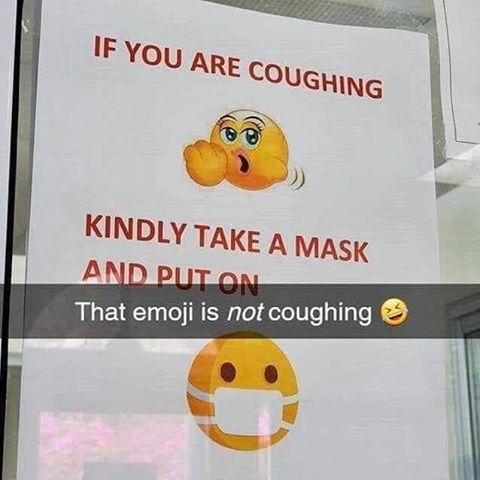 IF YOU ARE COUGHING
KINDLY TAKE A MASK
AND PUT ON
That emoji is not coughing 🤣